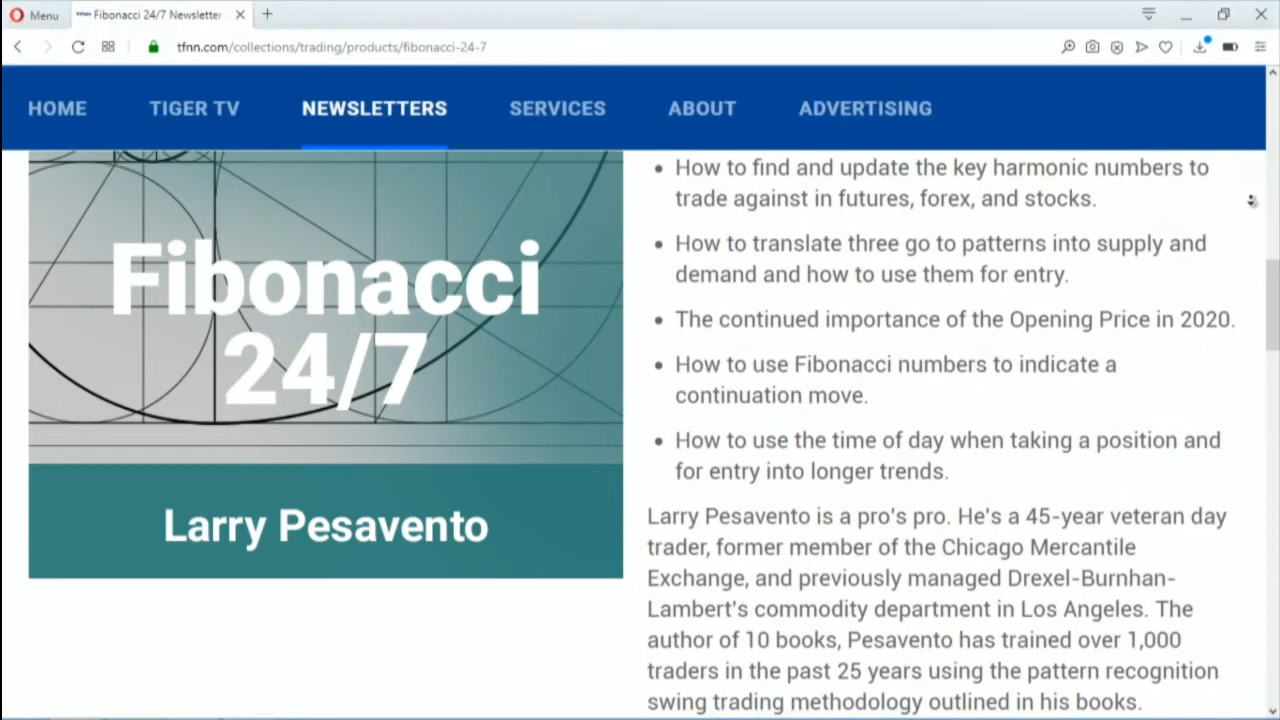 Menu
Fibonacci 24/7 Newsletter
tfnn.com/collections/trading/products/fibonacci-24-7
HOME TIGER TV NEWSLETTERS SERVICES ABOUT ADVERTISING
Fibonacci
24/7
Larry Pesavento
How to find and update the key harmonic numbers to
trade against in futures, forex, and stocks.
How to translate three go to patterns into supply and
demand and how to use them for entry.
The continued importance of the Opening Price in 2020.
How to use Fibonacci numbers to indicate a
continuation move.
How to use the time of day when taking a position and
for entry into longer trends.
Larry Pesavento is a pro's pro. He's a 45-year veteran day
trader, former member of the Chicago Mercantile
Exchange, and previously managed Drexel-Burnhan-
Lambert's commodity department in Los Angeles. The
author of 10 books, Pesavento has trained over 1,000
traders in the past 25 years using the pattern recognition
swing trading methodology outlined in his books.